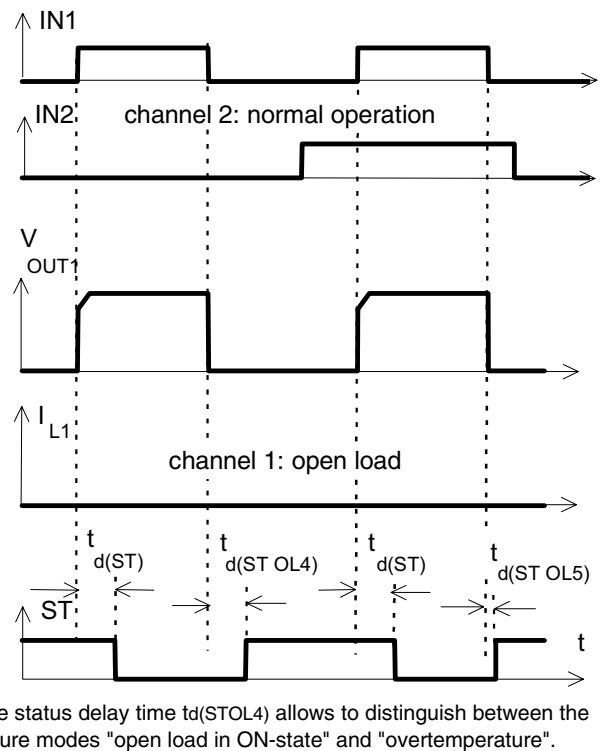 IN1
IN2 channel 2: normal operation
V
OUT1
I
L1
channel 1: open load
t t t t
d(ST) d(ST OL4) d(ST) d(ST OL5)
ST t
e status delay time td(STOL4) allows to distinguish between the
ure modes "open load in ON-state" and "overtemperature".